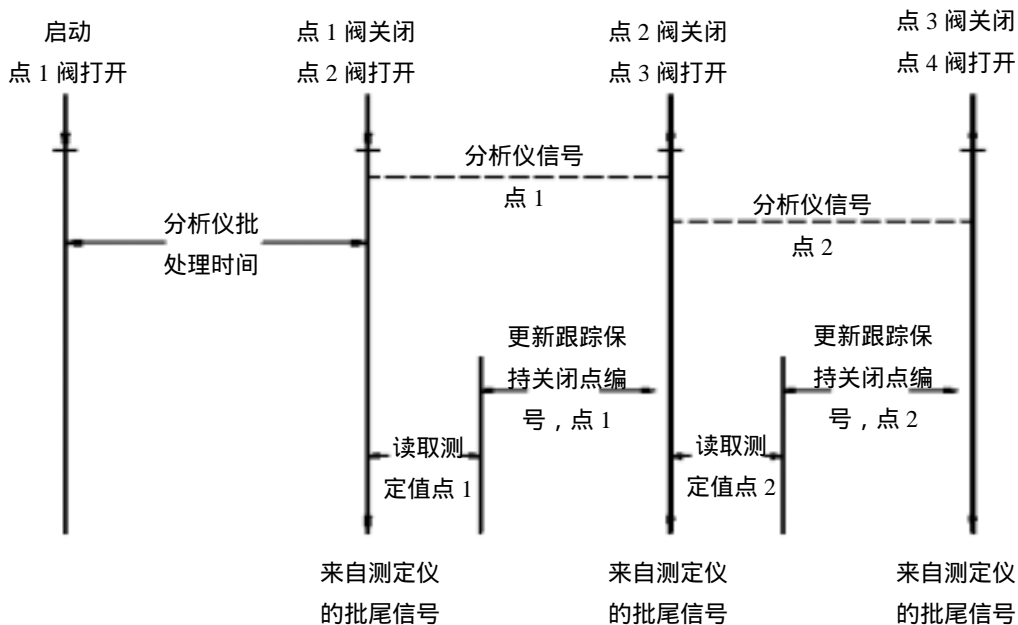 启动
点 1 阀打开
点 1 阀关闭
点 2 阀打开
点 2 阀关闭
点 3 阀打开
点 3 阀关闭
点 4 阀打开
分析仪信号
点 1
分析仪信号
点 2
分析仪批
处理时间
更新跟踪保
持关闭点编
号，点 1
更新跟踪保
持关闭点编
号，点 2
读取测
定值点 1
读取测
定值点 2
来自测定仪
的批尾信号
来自测定仪
的批尾信号
来自测定仪
的批尾信号